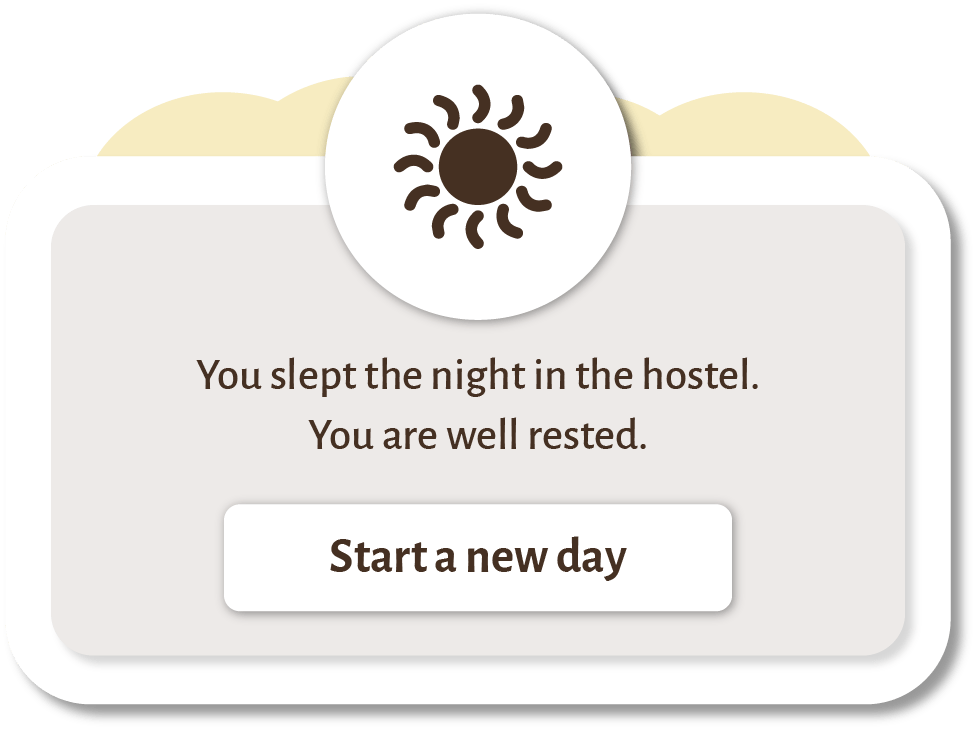 You slept the night in the hostel.
You are well rested.
Start a new day